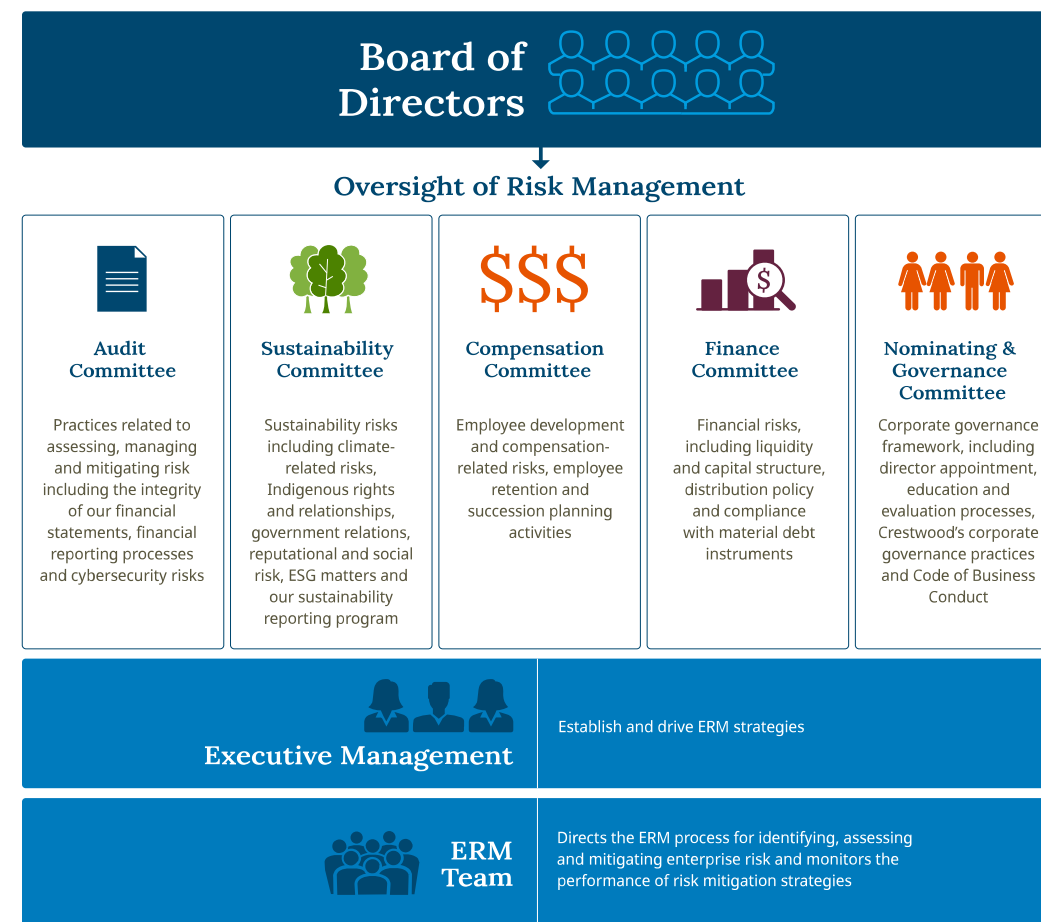 Board of
Directors
Oversight of Risk Management
$$$
$
Audit
Committee
Practices related to
assessing, managing
and mitigating risk
including the integrity
of our financial
statements, financial
reporting processes
and cybersecurity risks
Sustainability
Committee
Sustainability risks
including climate-
related risks,
Indigenous rights
and relationships,
government relations,
reputational and social
risk, ESG matters and
our sustainability
reporting program
Compensation
Committee
Employee development
and compensation-
related risks, employee
retention and
succession planning
activities
Finance
Committee
Financial risks,
including liquidity
and capital structure,
distribution policy
and compliance
with material debt
instruments
Nominating &
Governance
Committee
Corporate governance
framework, including
director appointment,
education and
evaluation processes,
Crestwood’s corporate
governance practices
and Code of Business
Conduct
Executive Management
Establish and drive ERM strategies
ERM
Team
Directs the ERM process for identifying, assessing
and mitigating enterprise risk and monitors the
performance of risk mitigation strategies